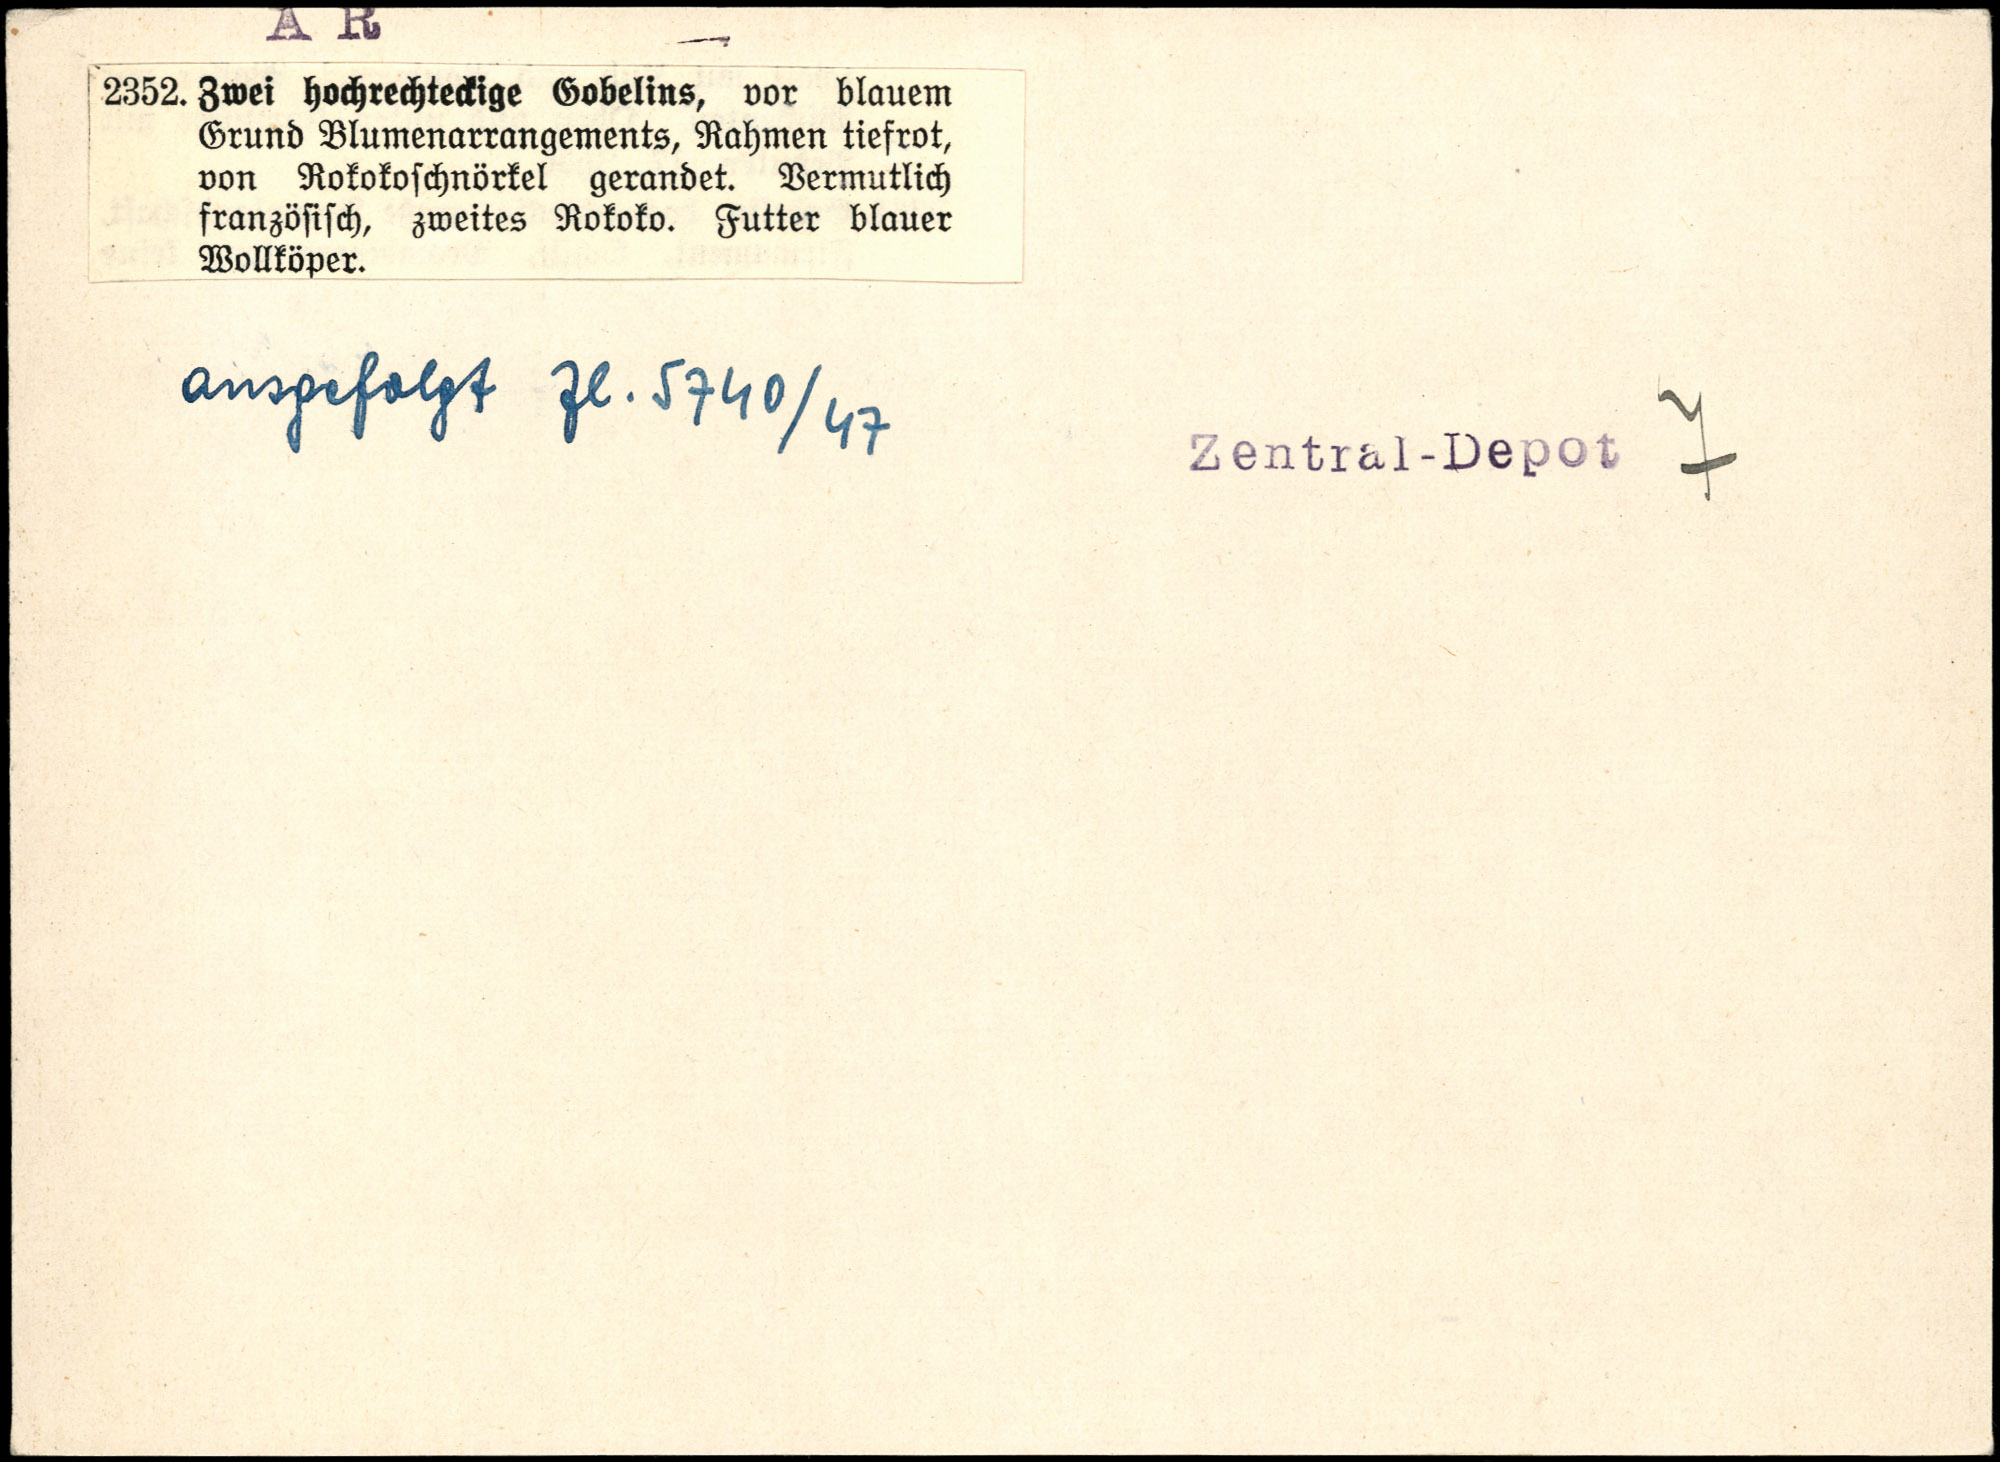 A R —
2352. Zwei hochrechteckige Gobelins, vor blauem
Grund Blumenarrangements, Rahmen tiefrot,
von Rokokoschnörkel gerandet. Vermutlich
französisch, zweites Rokoko. Futter blauer
Wollköper.
ausgefolgt Zl. 5740/47
Zentral-Depot 7